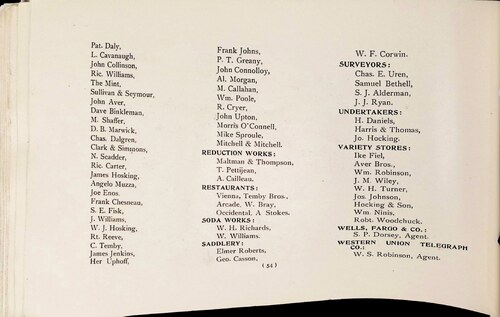 Pat. Daly,
L. Cavanaugh,
John Collinson,
Ric. Williams,
The Mint,
Sullivan & Seymour,
John Aver,
Dave Binkleman,
M. Shaffer,
D. B. Marwick,
Chas. Dalgren,
Clark & Simmons,
N. Scadder,
Ric. Carter,
James Hosking,
Angelo Muzza,
Joe Enos.
Frank Chesneau,
S. E. Fisk,
J. Williams,
W. J. Hosking,
Rt. Reeve,
C. Temby,
James Jenkins,
Her Uphoff,
Frank Johns,
P. T. Greany,
John Connolloy,
Al. Morgan,
M. Callahan,
Wm. Poole,
R. Cryer,
John Upton,
Morris O'Connell,
Mike Sproule,
Mitchell & Mitchell.
REDUCTION WORKS:
Maltman & Thompson,
T. Pettijean,
A. Cailleau.
RESTAURANTS:
Vienna, Temby Bros.,
Arcade, W. Bray,
Occidental, A Stokes.
SODA WORKS:
W. H. Richards,
W. Williams.
SADDLERY:
Elmer Roberts,
Geo. Casson,
W. F. Corwin.
SURVEYORS:
Chas. E. Uren,
Samuel Bethell,
S. J. Alderman,
J. J. Ryan.
UNDERTAKERS:
H. Daniels,
Harris & Thomas,
Jo. Hocking.
VARIETY STORES:
Ike Fiel,
Aver Bros.,
Wm. Robinson,
J. M. Wiley,
W. H. Turner,
Jos. Johnson,
Hocking & Son,
Wm. Ninis,
Robt. Woodchuck.
WELLS, FARGO & CO.:
S. P. Dorsey, Agent.
WESTERN UNION TELEGRAPH
CO.:
W. S. Robinson, Agent.
(34)